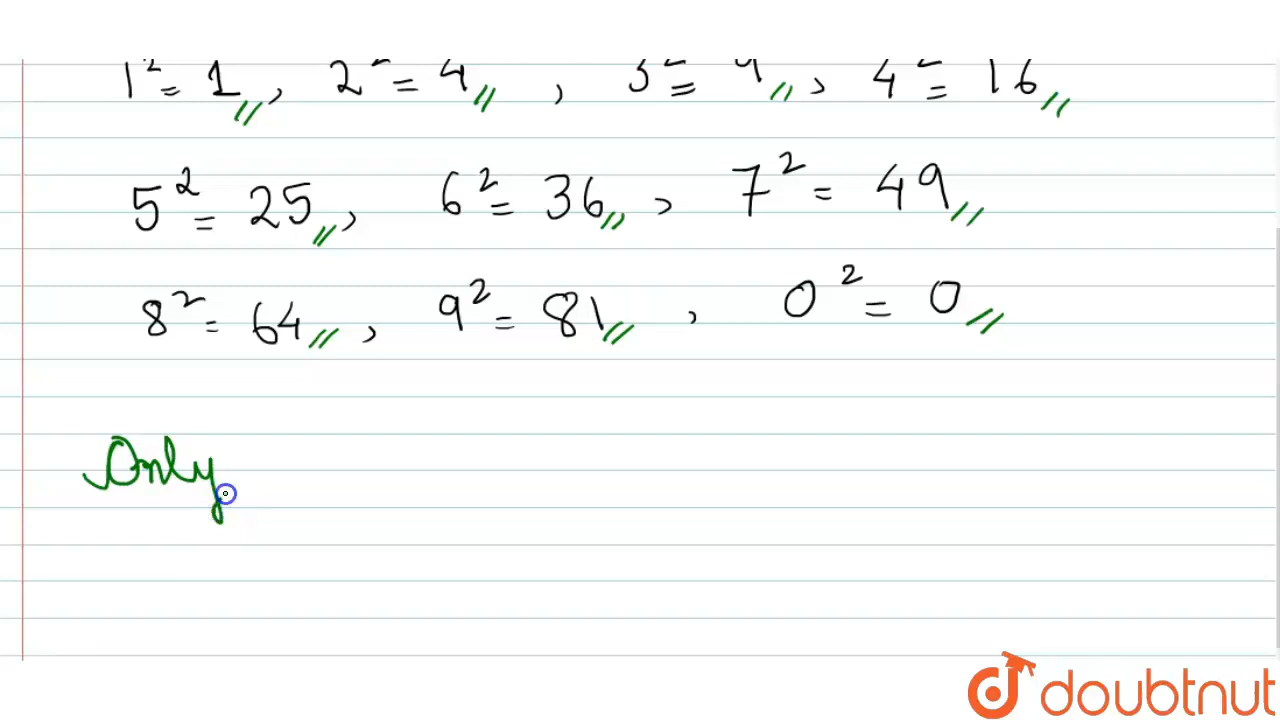 1² = 1, 2² = 4, 3² = 9, 4² = 16
5² = 25, 6² = 36, 7² = 49
8² = 64, 9² = 81, 0² = 0
Only
doubtnut